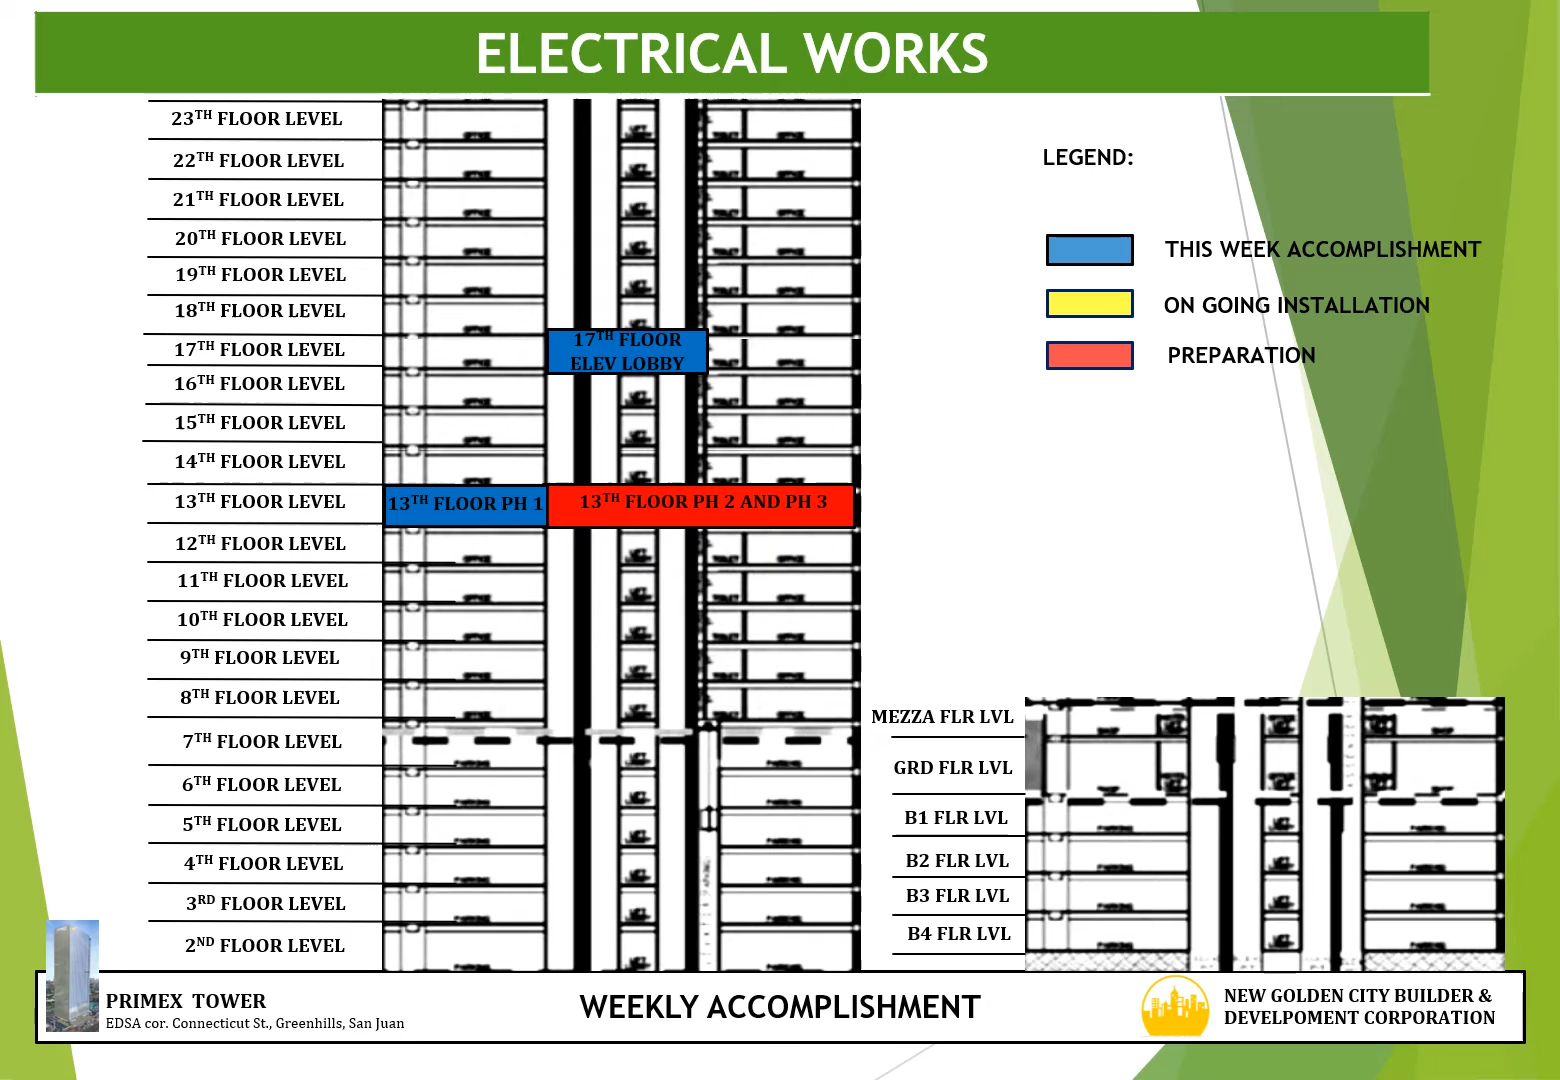 ELECTRICAL WORKS
23TH FLOOR LEVEL
22TH FLOOR LEVEL
21TH FLOOR LEVEL
20TH FLOOR LEVEL
19TH FLOOR LEVEL
18TH FLOOR LEVEL
17TH FLOOR LEVEL
16TH FLOOR LEVEL
15TH FLOOR LEVEL
14TH FLOOR LEVEL
13TH FLOOR LEVEL
12TH FLOOR LEVEL
11TH FLOOR LEVEL
10TH FLOOR LEVEL
9TH FLOOR LEVEL
8TH FLOOR LEVEL
7TH FLOOR LEVEL
6TH FLOOR LEVEL
5TH FLOOR LEVEL
4TH FLOOR LEVEL
3RD FLOOR LEVEL
2ND FLOOR LEVEL
17TH FLOOR
ELEV LOBBY
13TH FLOOR PH 1
13TH FLOOR PH 2 AND PH 3
LEGEND:
THIS WEEK ACCOMPLISHMENT
ON GOING INSTALLATION
PREPARATION
MEZZA FLR LVL
GRD FLR LVL
B1 FLR LVL
B2 FLR LVL
B3 FLR LVL
B4 FLR LVL
PRIMEX TOWER
EDSA cor. Connecticut St., Greenhills, San Juan
WEEKLY ACCOMPLISHMENT
NEW GOLDEN CITY BUILDER &
DEVELPOMENT CORPORATION